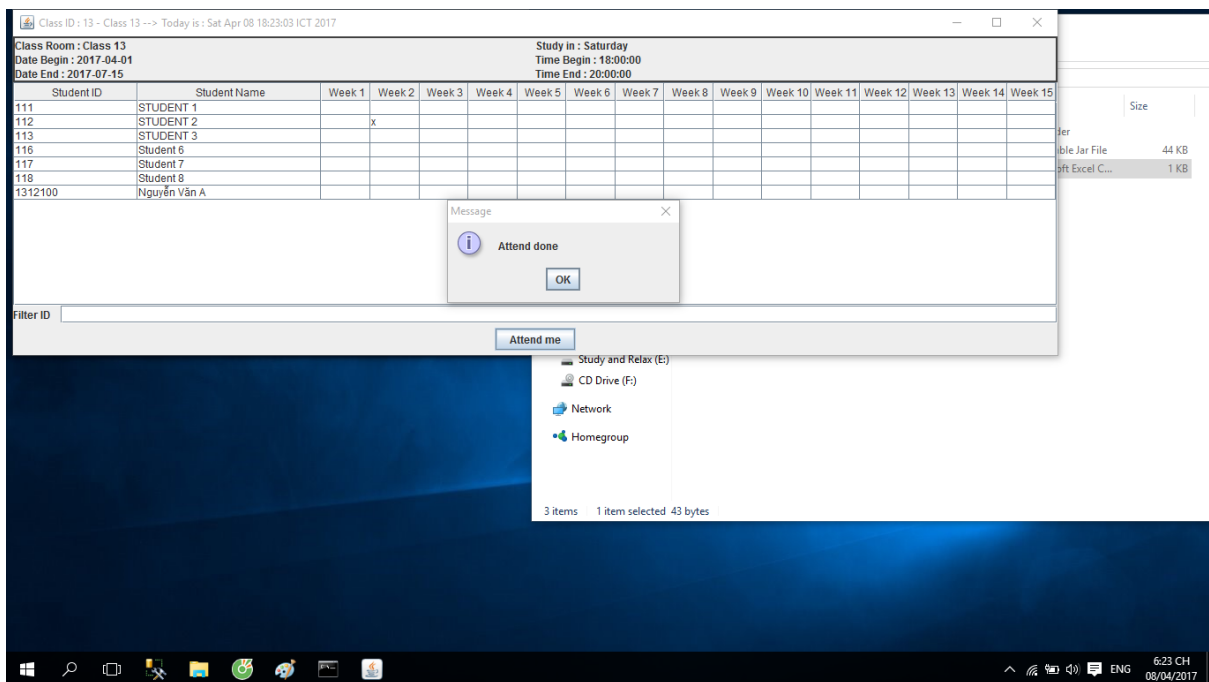 Class ID : 13 - Class 13 --> Today is : Sat Apr 08 18:23:03 ICT 2017
Class Room : Class 13
Date Begin : 2017-04-01
Date End : 2017-07-15
Study in : Saturday
Time Begin : 18:00:00
Time End : 20:00:00
Student ID Student Name Week 1 Week 2 Week 3 Week 4 Week 5 Week 6 Week 7 Week 8 Week 9 Week 10 Week 11 Week 12 Week 13 Week 14 Week 15
111 STUDENT 1
112 STUDENT 2 x
113 STUDENT 3
116 Student 6
117 Student 7
118 Student 8
1312100 Nguyễn Văn A
Message
Attend done
OK
Filter ID
Attend me
Size
Jar File 44 KB
Excel C... 1 KB
Study and Relax (E:)
CD Drive (F:)
Network
Homegroup
3 items 1 item selected 43 bytes
ENG
6:23 CH
08/04/2017